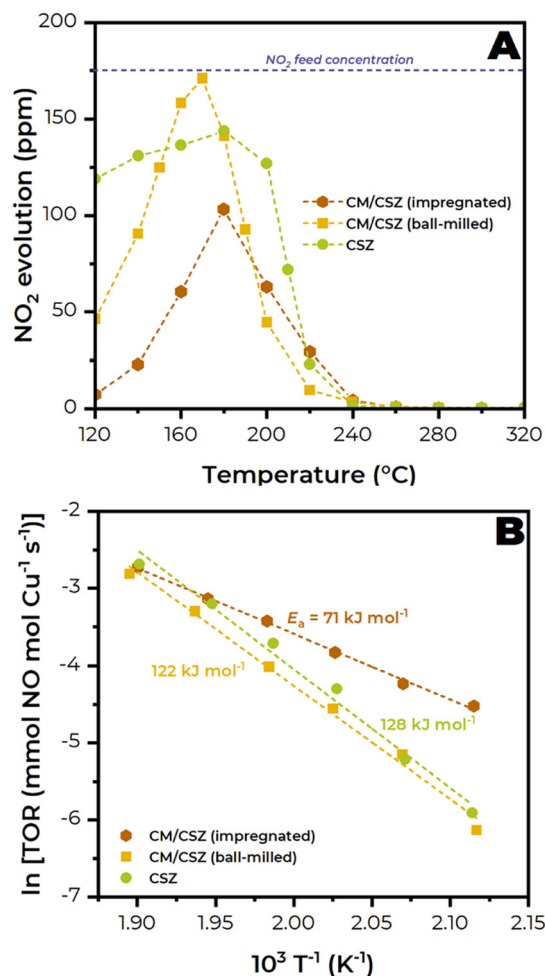 A
200
NO₂ feed concentration
150
CM/CSZ (impregnated)
CM/CSZ (ball-milled)
CSZ
100
50
0
NO₂ evolution (ppm)
120 160 200 240 280 320
Temperature (°C)
B
-2
-3
Eₐ = 71 kJ mol⁻¹
-4
122 kJ mol⁻¹
128 kJ mol⁻¹
-5
-6
CM/CSZ (impregnated)
CM/CSZ (ball-milled)
CSZ
-7
ln [TOR (mmol NO mol Cu⁻¹ s⁻¹)]
1.90 1.95 2.00 2.05 2.10 2.15
10³ T⁻¹ (K⁻¹)